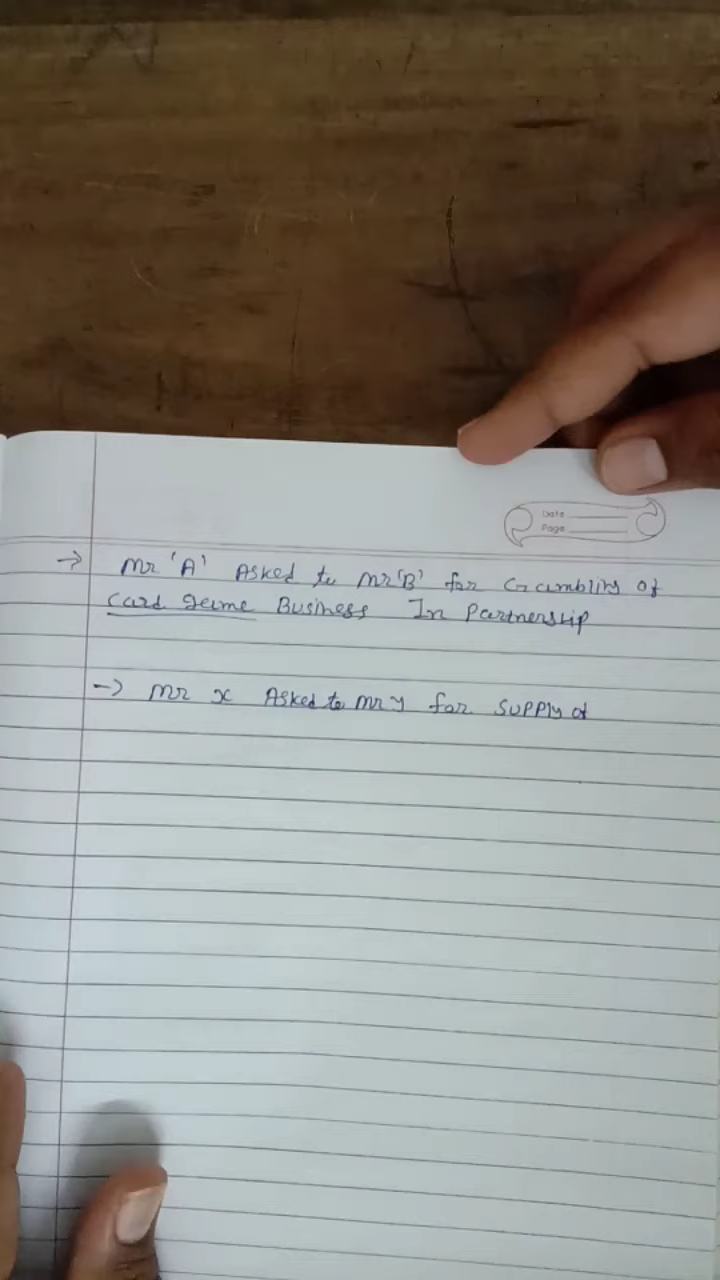 Date
Page
→ Mr 'A' Asked to Mr 'B' for Gambling of
Card Game Business In Partnership
→ Mr x Asked to Mr y for supply of